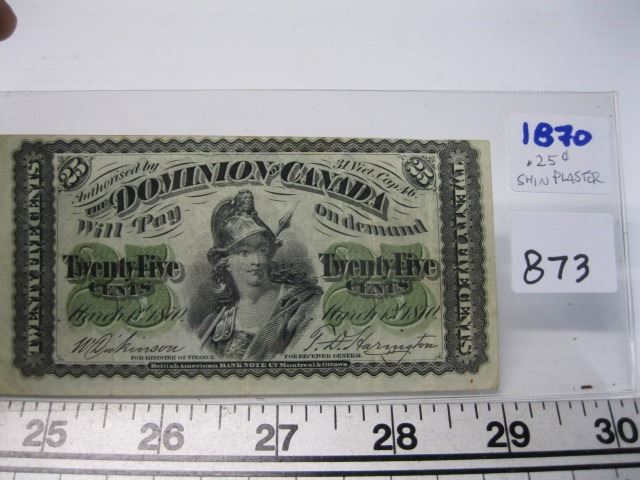 25
25
Authorised by
31 Vict. Cap. 46
THE DOMINION OF CANADA
Will Pay
on demand
TWENTY FIVE CENTS
TWENTY FIVE CENTS
25
25
Twenty Five
Twenty Five
CENTS
CENTS
March 1st 1870.
March 1st 1870.
W Dickinson
T. D. Harington
FOR MINISTER OF FINANCE
FOR RECEIVER GENERAL
British American BANK NOTE Co. Montreal & Ottawa
1870
.25¢
SHIN PLASTER
873
25 26 27 28 29 30